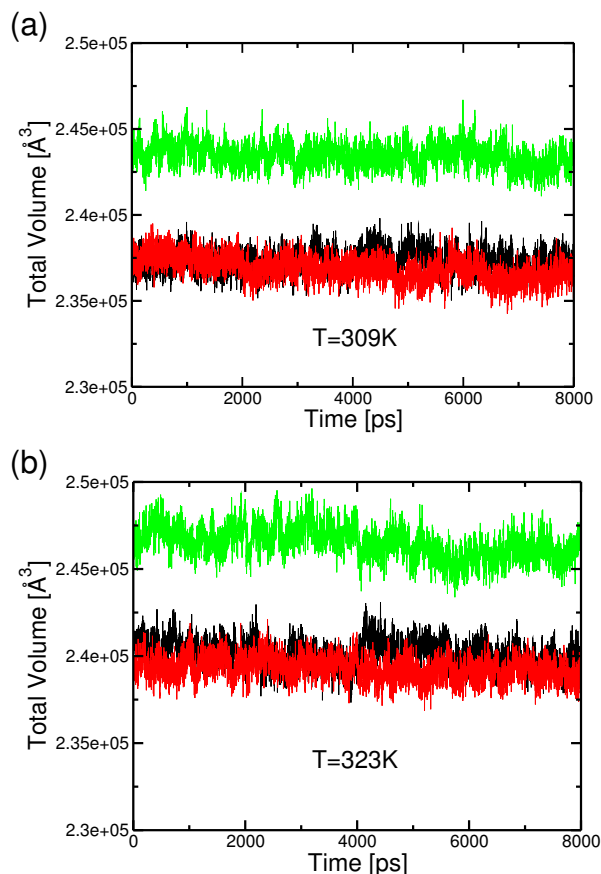 (a)
2.5e+05
2.45e+05
2.4e+05
2.35e+05
2.3e+05
Total Volume [Å³]
T=309K
0 2000 4000 6000 8000
Time [ps]
(b)
2.5e+05
2.45e+05
2.4e+05
2.35e+05
2.3e+05
Total Volume [Å³]
T=323K
0 2000 4000 6000 8000
Time [ps]